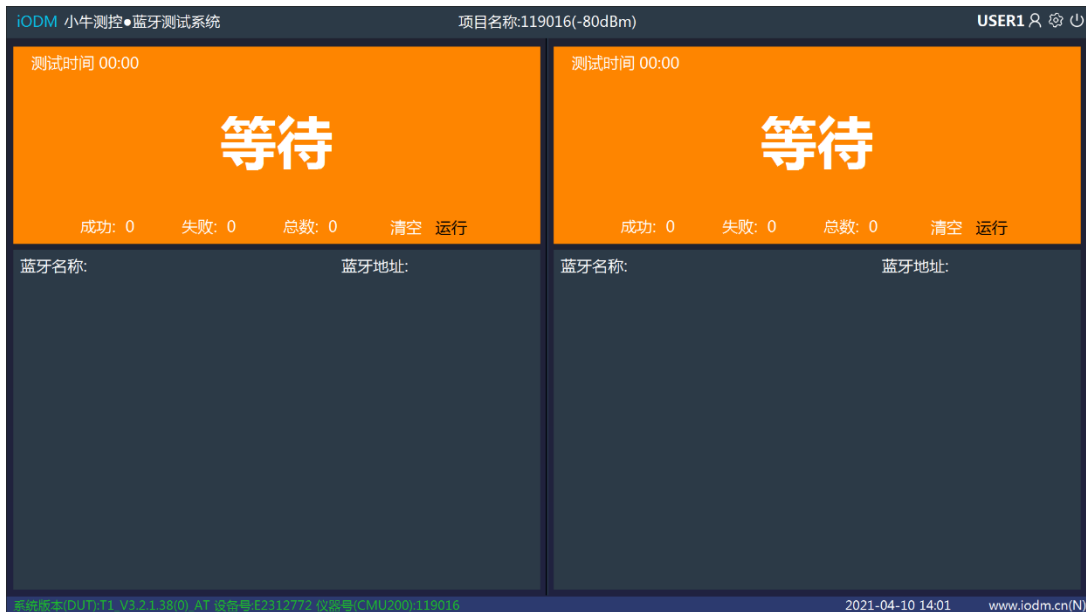 iODM 小牛测控●蓝牙测试系统 项目名称:119016(-80dBm) USER1
测试时间 00:00
等待
成功: 0 失败: 0 总数: 0 清空 运行
蓝牙名称: 蓝牙地址:
测试时间 00:00
等待
成功: 0 失败: 0 总数: 0 清空 运行
蓝牙名称: 蓝牙地址:
系统版本(DUT):T1_V3.2.1.38(0)_AT 设备号:E2312772 仪器号(CMU200):119016 2021-04-10 14:01 www.iodm.cn(N)